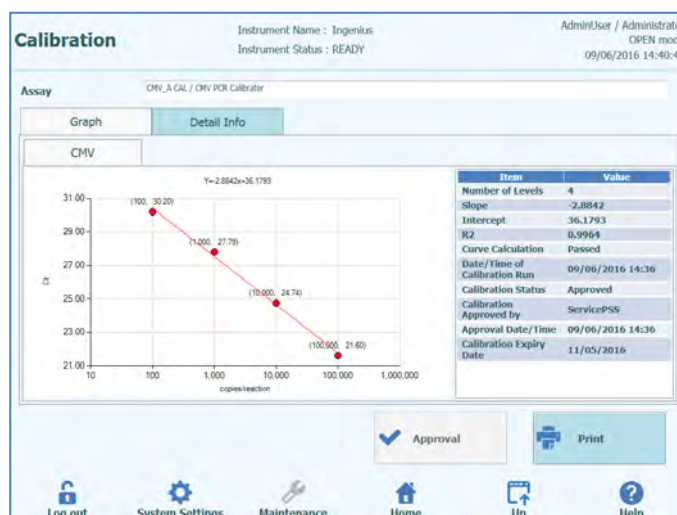 Calibration
Instrument Name : Ingenius
Instrument Status : READY
AdminUser / Administrat
OPEN mod
09/06/2016 14:40:4
Assay
CMV_A CAL / CMV PCR Calibrator
Graph
Detail Info
CMV
Y=-2.8842x+36.1793
31.00
29.00
27.00
25.00
23.00
21.00
Ct
(100, 30.20)
(1,000, 27.78)
(10,000, 24.74)
(100,000, 21.60)
10
100
1,000
10,000
100,000
1,000,000
copies/reaction
Item Value
Number of Levels 4
Slope -2.8842
Intercept 36.1793
R2 0.9964
Curve Calculation Passed
Date/Time of
Calibration Run 09/06/2016 14:36
Calibration Status Approved
Calibration
Approved by ServicePSS
Approval Date/Time 09/06/2016 14:36
Calibration Expiry
Date 11/05/2016
Approval
Print
Log out
System Settings
Maintenance
Home
Up
Help